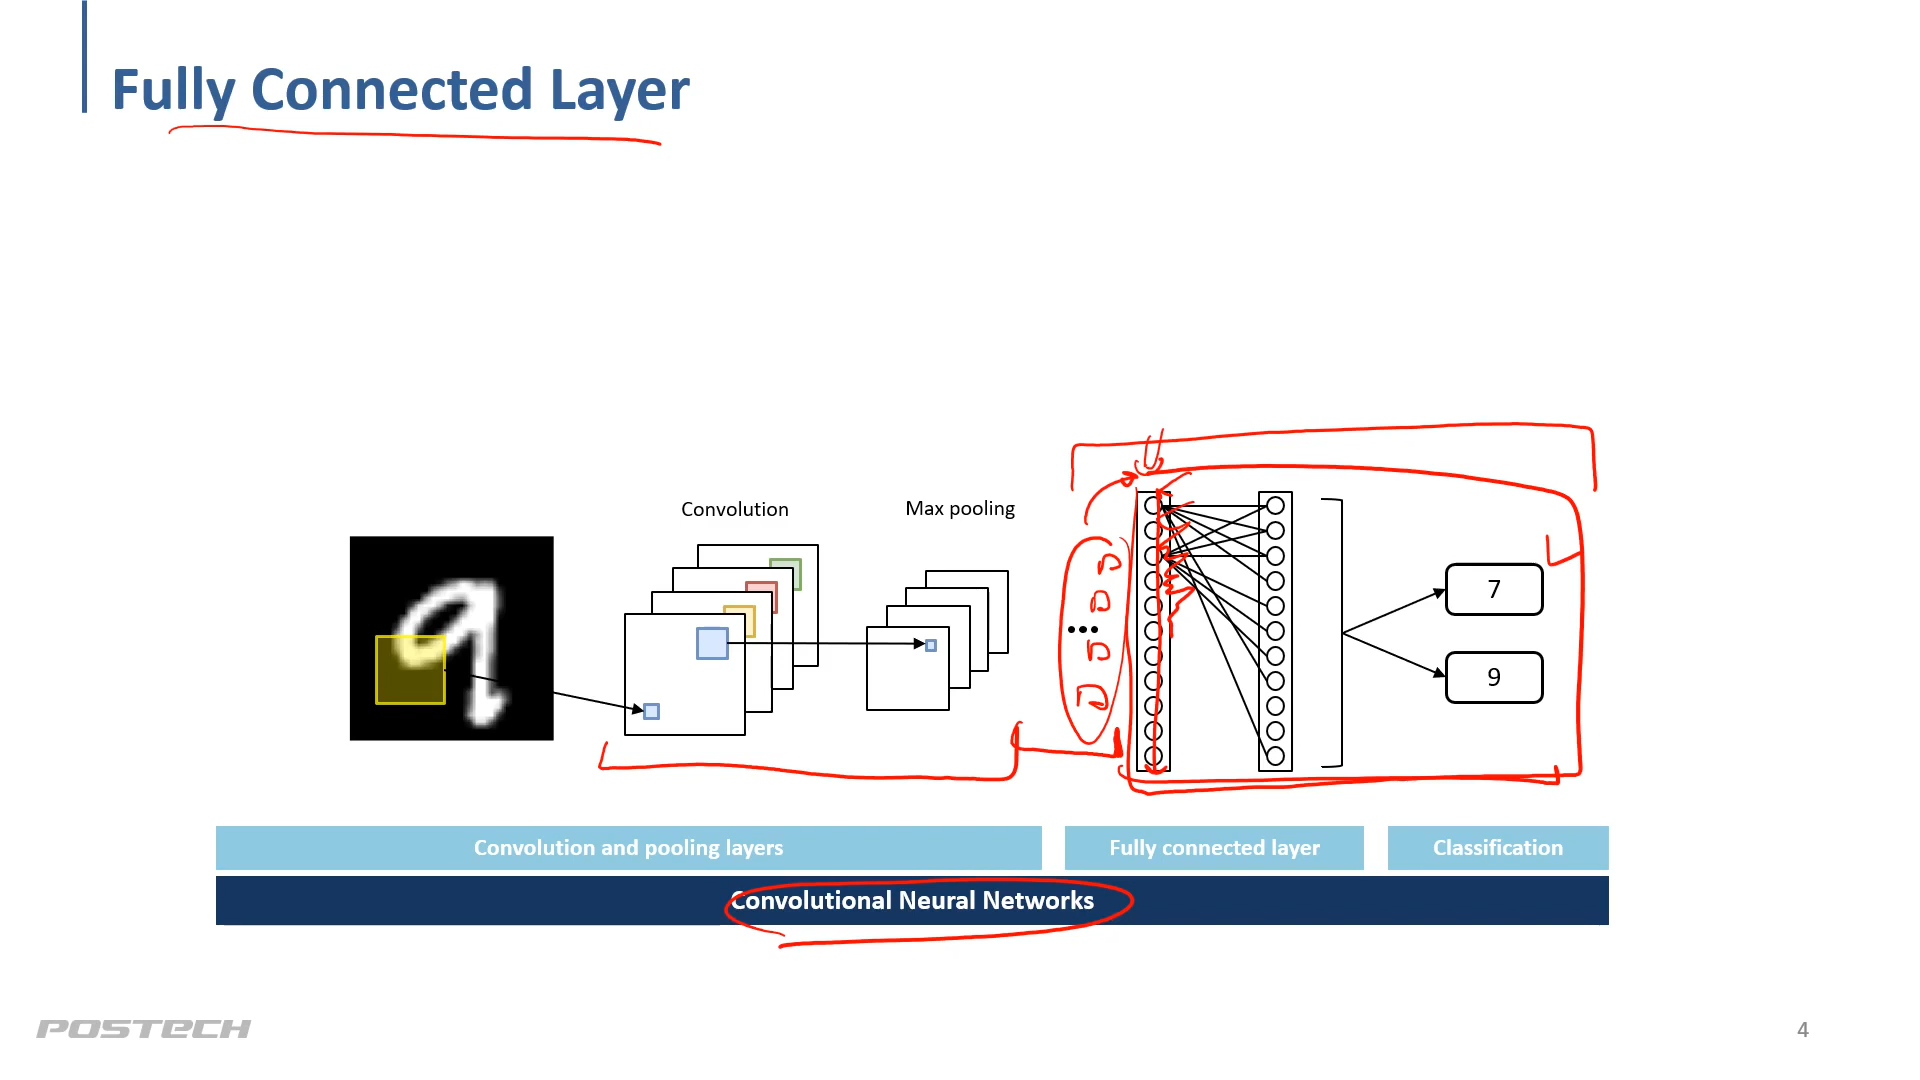 Fully Connected Layer
Convolution
Max pooling
7
9
Convolution and pooling layers
Fully connected layer
Classification
Convolutional Neural Networks
POSTECH
4